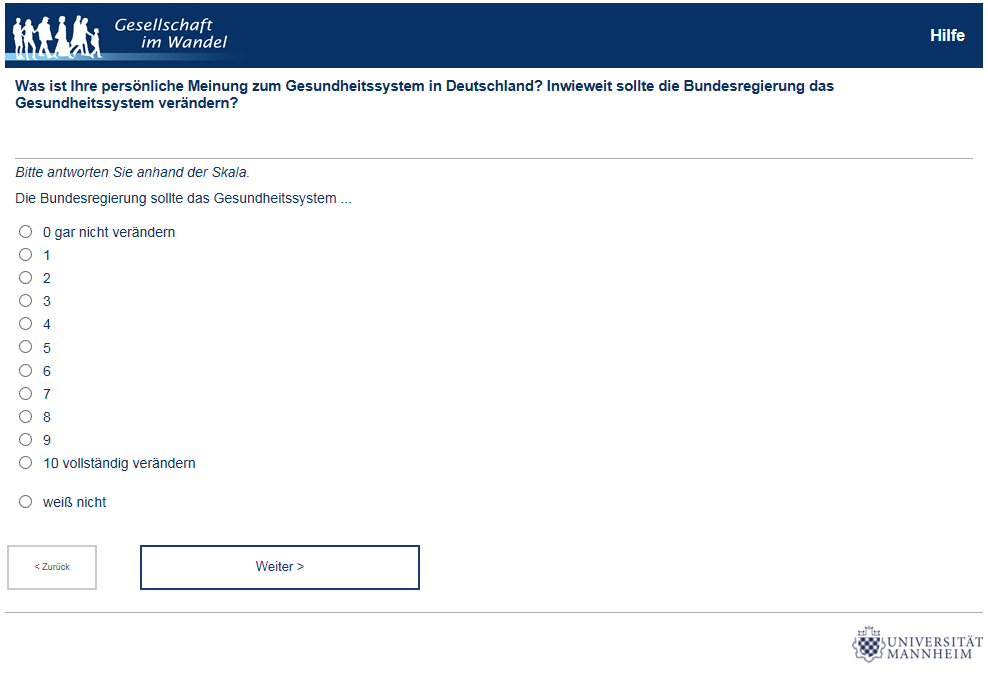 Gesellschaft
im Wandel
Hilfe
Was ist Ihre persönliche Meinung zum Gesundheitssystem in Deutschland? Inwieweit sollte die Bundesregierung das
Gesundheitssystem verändern?
Bitte antworten Sie anhand der Skala.
Die Bundesregierung sollte das Gesundheitssystem ...
0 gar nicht verändern
1
2
3
4
5
6
7
8
9
10 vollständig verändern
weiß nicht
< Zurück
Weiter >
UNIVERSITÄT
MANNHEIM